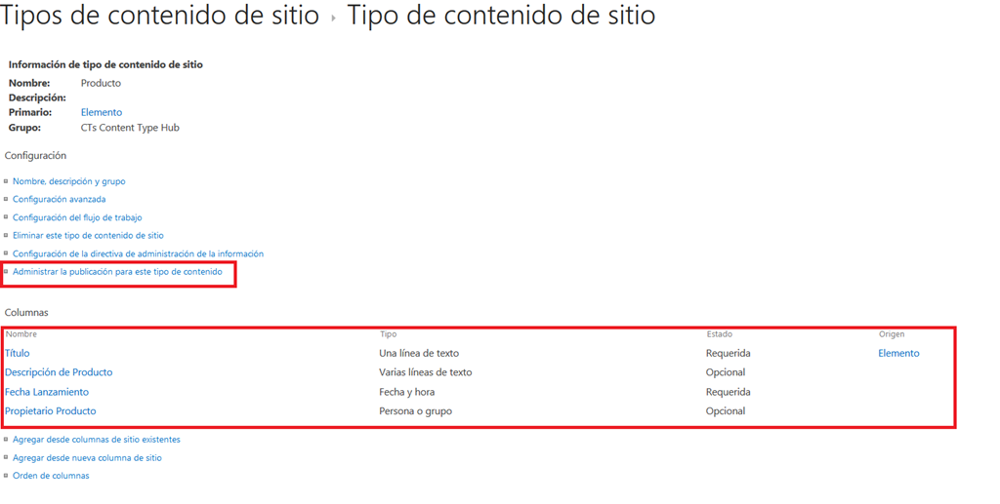 Tipos de contenido de sitio › Tipo de contenido de sitio
Información de tipo de contenido de sitio
Nombre: Producto
Descripción:
Primario: Elemento
Grupo: CTs Content Type Hub
Configuración
Nombre, descripción y grupo
Configuración avanzada
Configuración del flujo de trabajo
Eliminar este tipo de contenido de sitio
Configuración de la directiva de administración de la información
Administrar la publicación para este tipo de contenido
Columnas
Nombre Tipo Estado Origen
Título Una línea de texto Requerida Elemento
Descripción de Producto Varias líneas de texto Opcional
Fecha Lanzamiento Fecha y hora Requerida
Propietario Producto Persona o grupo Opcional
Agregar desde columnas de sitio existentes
Agregar desde nueva columna de sitio
Orden de columnas